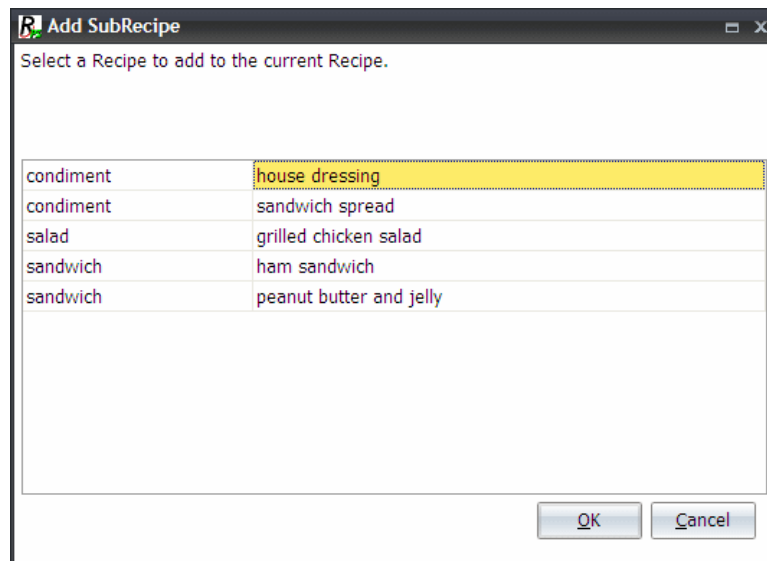 R Add SubRecipe
Select a Recipe to add to the current Recipe.
condiment house dressing
condiment sandwich spread
salad grilled chicken salad
sandwich ham sandwich
sandwich peanut butter and jelly
OK Cancel